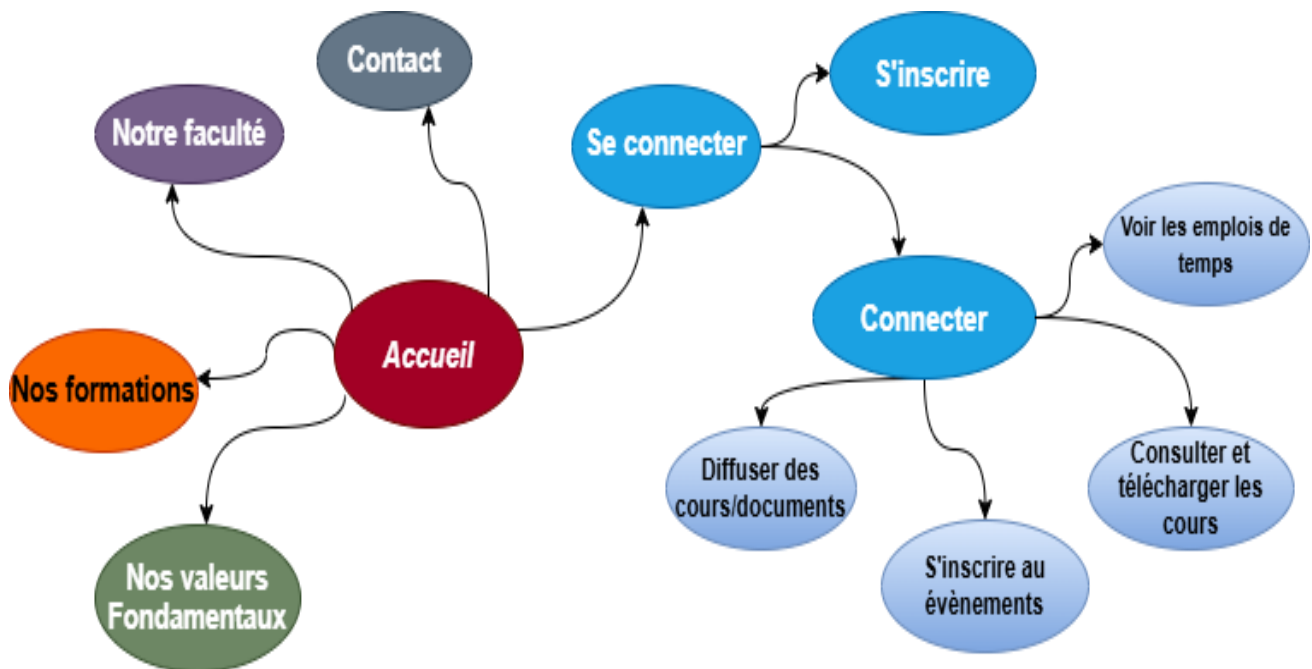 Contact
S'inscrire
Notre faculté
Se connecter
Voir les emplois de
temps
Connecter
Accueil
Nos formations
Diffuser des
cours/documents
Consulter et
télécharger les
cours
Nos valeurs
Fondamentaux
S'inscrire au
évènements